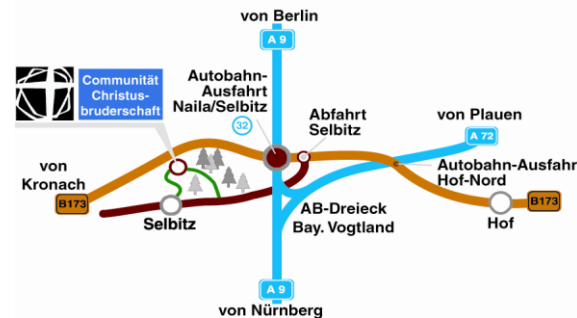 von Berlin
A 9
Communität
Christus-
bruderschaft
Autobahn-
Ausfahrt
Naila/Selbitz
32
Abfahrt
Selbitz
von Plauen
A 72
von
Kronach
B173
Autobahn-Ausfahr
Hof-Nord
Selbitz
AB-Dreieck
Bay. Vogtland
Hof
B173
A 9
von Nürnberg